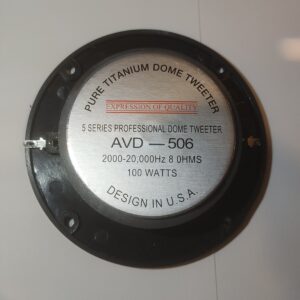 PURE TITANIUM DOME TWEETER
EXPRESSION OF QUALITY
5 SERIES PROFESSIONAL DOME TWEETER
AVD — 506
2000-20,000Hz 8 OHMS
100 WATTS
DESIGN IN U.S.A.